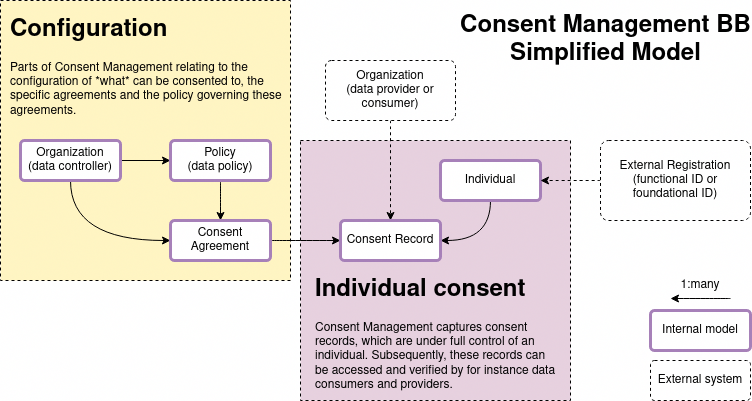 Configuration
Parts of Consent Management relating to the
configuration of *what* can be consented to, the
specific agreements and the policy governing these
agreements.
Organization
(data controller)
Policy
(data policy)
Consent
Agreement
Consent Management BB
Simplified Model
Organization
(data provider or
consumer)
Individual
External Registration
(functional ID or
foundational ID)
Consent Record
Individual consent
Consent Management captures consent
records, which are under full control of an
individual. Subsequently, these records can
be accessed and verified by for instance data
consumers and providers.
1:many
Internal model
External system